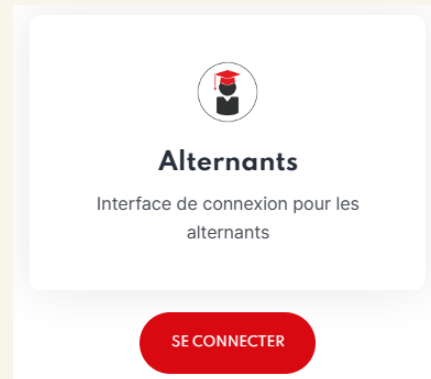 Alternants
Interface de connexion pour les
alternants
SE CONNECTER